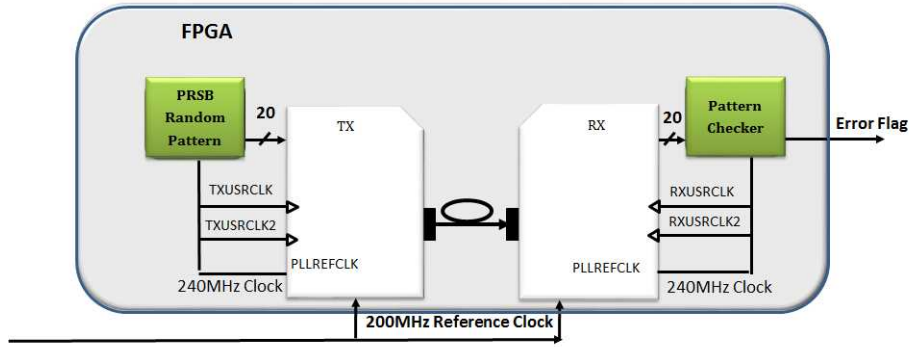 FPGA
PRSB
Random
Pattern
20
TX
RX
20
Pattern
Checker
Error Flag
TXUSRCLK
TXUSRCLK2
PLLREFCLK
240MHz Clock
RXUSRCLK
RXUSRCLK2
PLLREFCLK
240MHz Clock
200MHz Reference Clock